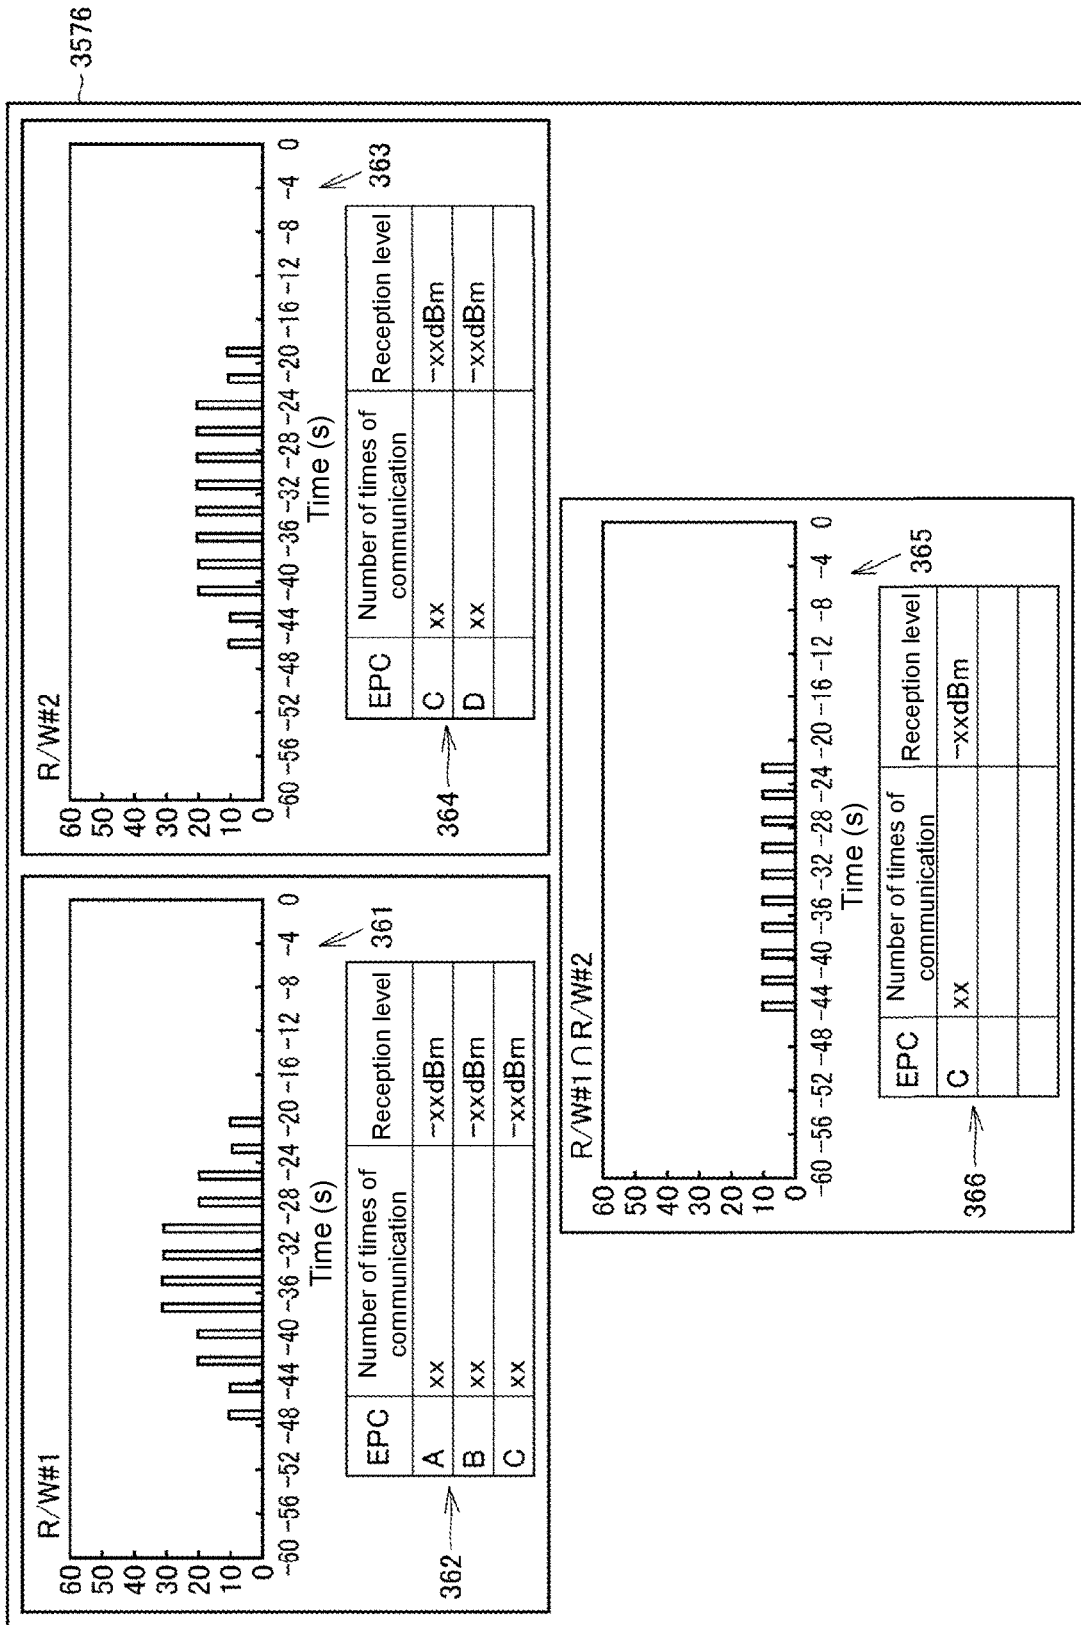 3576
R/W#1
60
50
40
30
20
10
0
-60 -56 -52 -48 -44 -40 -36 -32 -28 -24 -20 -16 -12 -8 -4 0
Time (s)
361
362
EPC Number of times of communication Reception level
A xx -xxdBm
B xx -xxdBm
C xx -xxdBm
R/W#2
60
50
40
30
20
10
0
-60 -56 -52 -48 -44 -40 -36 -32 -28 -24 -20 -16 -12 -8 -4 0
Time (s)
363
364
EPC Number of times of communication Reception level
C xx -xxdBm
D xx -xxdBm
R/W#1∩R/W#2
60
50
40
30
20
10
0
-60 -56 -52 -48 -44 -40 -36 -32 -28 -24 -20 -16 -12 -8 -4 0
Time (s)
365
366
EPC Number of times of communication Reception level
C xx -xxdBm